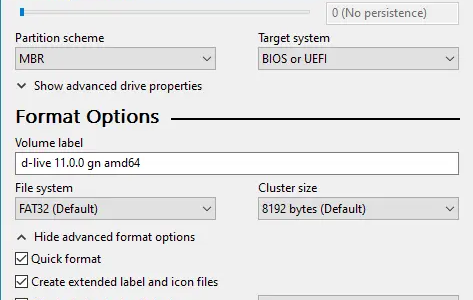 0 (No persistence)
Partition scheme
Target system
MBR
BIOS or UEFI
Show advanced drive properties
Format Options
Volume label
d-live 11.0.0 gn amd64
File system
Cluster size
FAT32 (Default)
8192 bytes (Default)
Hide advanced format options
Quick format
Create extended label and icon files